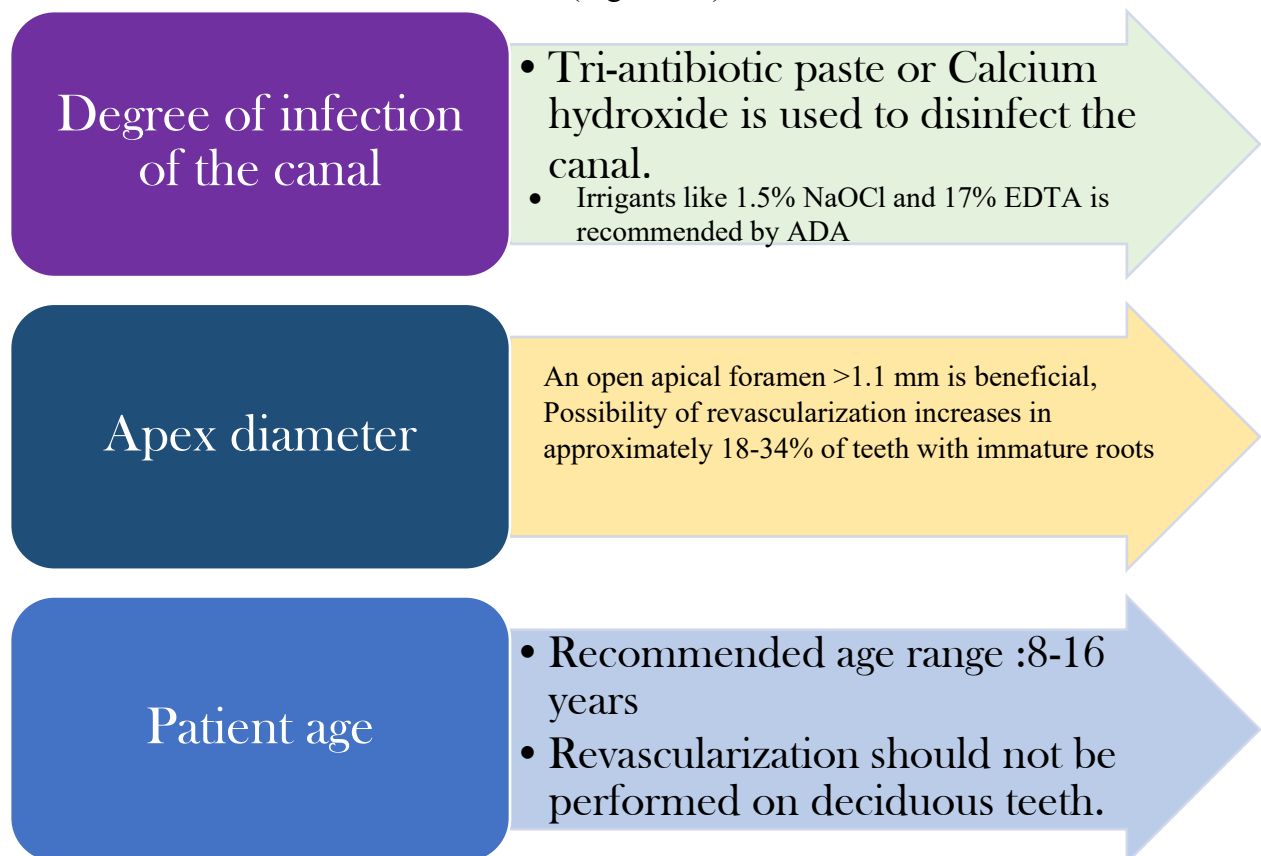 Degree of infection
of the canal
• Tri-antibiotic paste or Calcium
hydroxide is used to disinfect the
canal.
• Irrigants like 1.5% NaOCl and 17% EDTA is
recommended by ADA
Apex diameter
An open apical foramen >1.1 mm is beneficial,
Possibility of revascularization increases in
approximately 18-34% of teeth with immature roots
Patient age
• Recommended age range :8-16
years
• Revascularization should not be
performed on deciduous teeth.